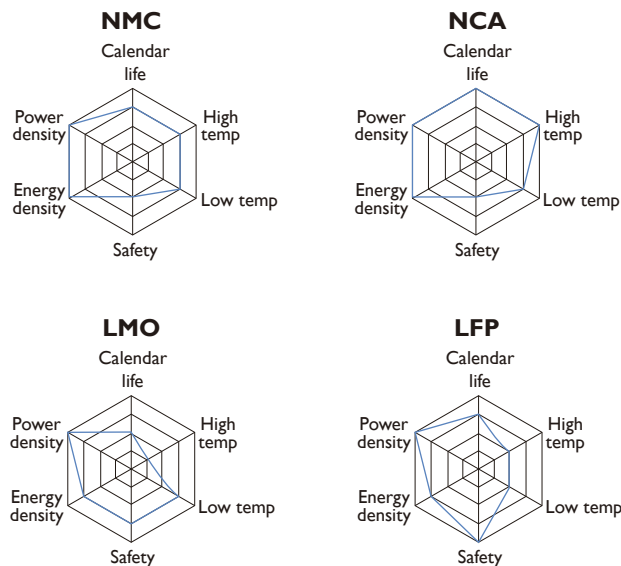 NMC
Calendar
life
Power
density
High
temp
Energy
density
Low temp
Safety
NCA
Calendar
life
Power
density
High
temp
Energy
density
Low temp
Safety
LMO
Calendar
life
Power
density
High
temp
Energy
density
Low temp
Safety
LFP
Calendar
life
Power
density
High
temp
Energy
density
Low temp
Safety